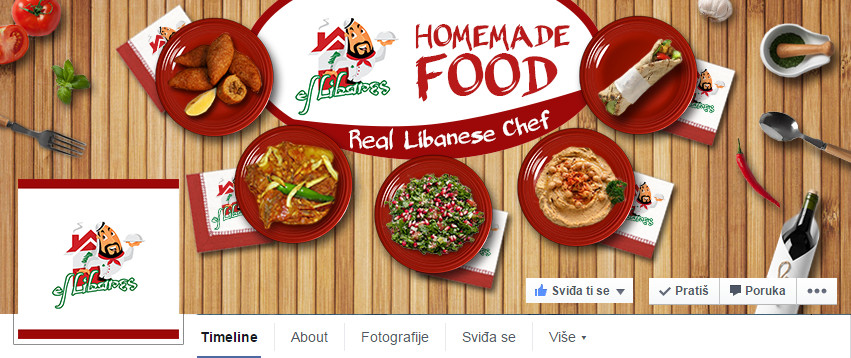 HOMEMADE
FOOD
el Libanes
Real Libanese Chef
el Libanes
Sviđa ti se
Pratiš
Poruka
Timeline
About
Fotografije
Sviđa se
Više